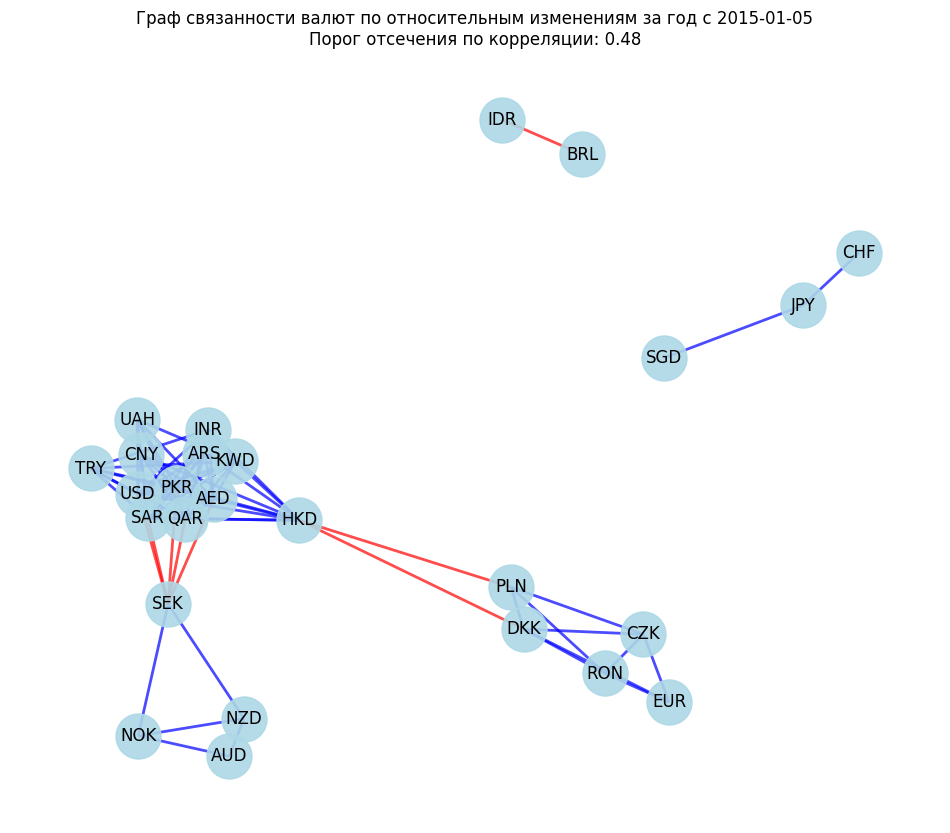 Граф связанности валют по относительным изменениям за год с 2015-01-05
Порог отсечения по корреляции: 0.48
IDR
BRL
CHF
JPY
SGD
UAH
INR
CNY
ARS
KWD
TRY
PKR
USD
AED
SAR
QAR
HKD
PLN
SEK
DKK
CZK
RON
EUR
NZD
NOK
AUD